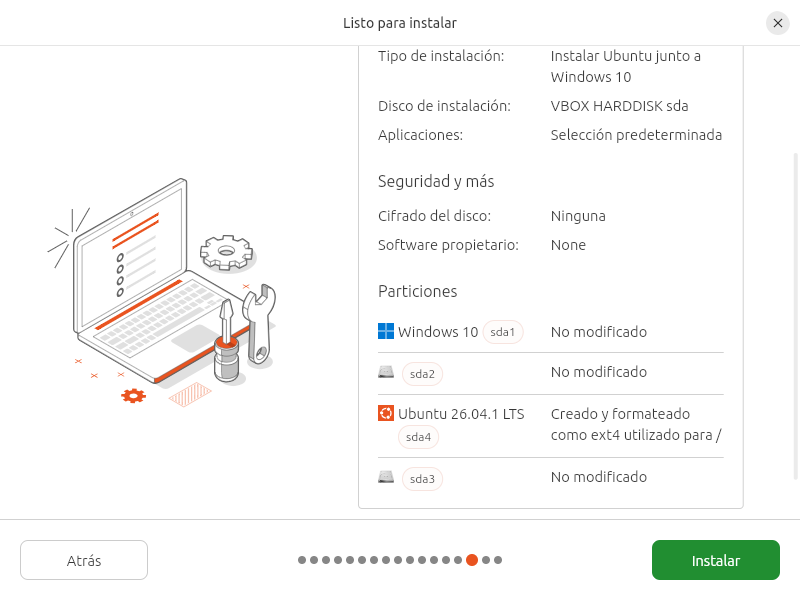 Listo para instalar
Tipo de instalación: Instalar Ubuntu junto a
Windows 10
Disco de instalación: VBOX HARDDISK sda
Aplicaciones: Selección predeterminada
Seguridad y más
Cifrado del disco: Ninguna
Software propietario: None
Particiones
Windows 10 sda1 No modificado
sda2 No modificado
Ubuntu 26.04.1 LTS Creado y formateado
sda4 como ext4 utilizado para /
sda3 No modificado
Atrás Instalar